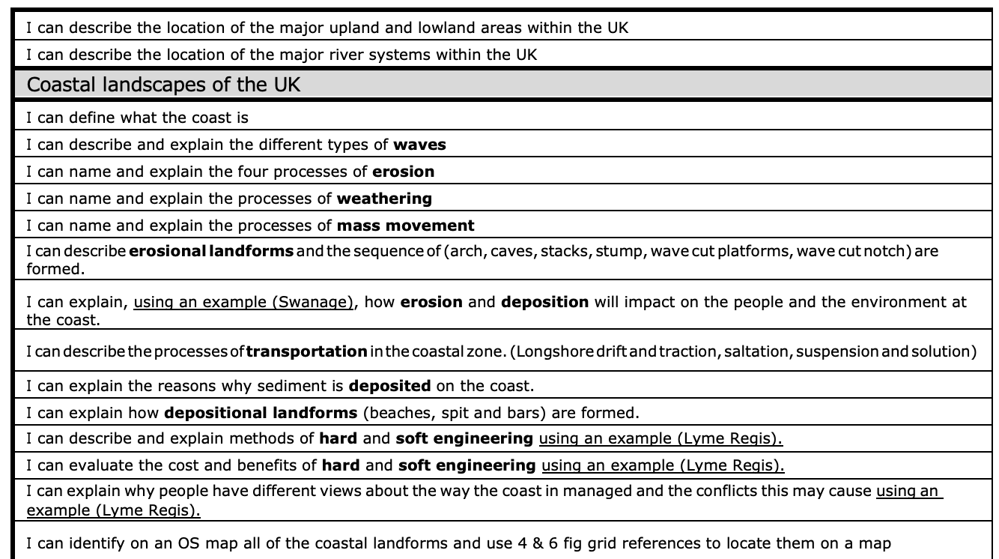 I can describe the location of the major upland and lowland areas within the UK
I can describe the location of the major river systems within the UK
Coastal landscapes of the UK
I can define what the coast is
I can describe and explain the different types of waves
I can name and explain the four processes of erosion
I can name and explain the processes of weathering
I can name and explain the processes of mass movement
I can describe erosional landforms and the sequence of (arch, caves, stacks, stump, wave cut platforms, wave cut notch) are
formed.
I can explain, using an example (Swanage), how erosion and deposition will impact on the people and the environment at
the coast.
I can describe the processes of transportation in the coastal zone. (Longshore drift and traction, saltation, suspension and solution)
I can explain the reasons why sediment is deposited on the coast.
I can explain how depositional landforms (beaches, spit and bars) are formed.
I can describe and explain methods of hard and soft engineering using an example (Lyme Regis).
I can evaluate the cost and benefits of hard and soft engineering using an example (Lyme Regis).
I can explain why people have different views about the way the coast in managed and the conflicts this may cause using an
example (Lyme Regis).
I can identify on an OS map all of the coastal landforms and use 4 & 6 fig grid references to locate them on a map